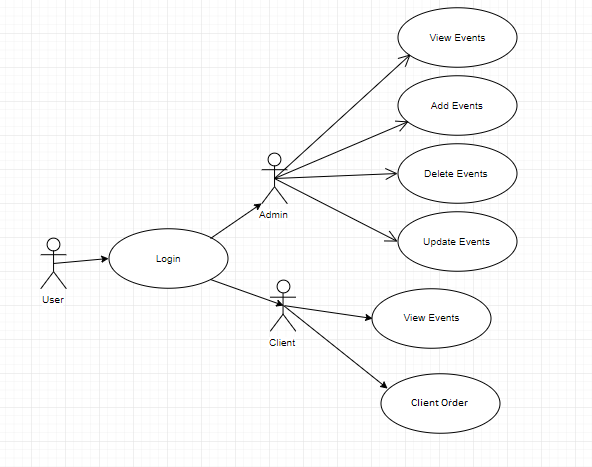 View Events
Add Events
Admin
Delete Events
Update Events
User
Login
Client
View Events
Client Order